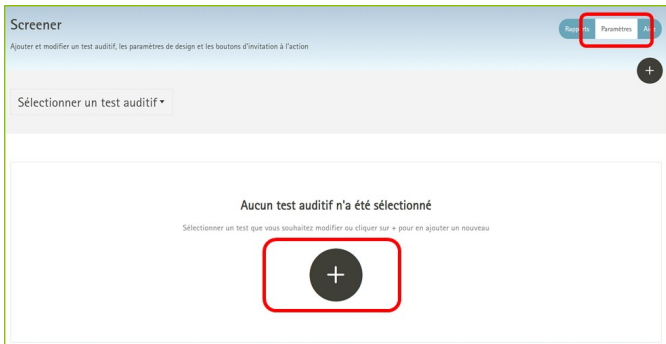 Screener
Rapports Paramètres Aide
Ajouter et modifier un test auditif, les paramètres de design et les boutons d'invitation à l'action
Sélectionner un test auditif
Aucun test auditif n'a été sélectionné
Sélectionner un test que vous souhaitez modifier ou cliquer sur + pour en ajouter un nouveau